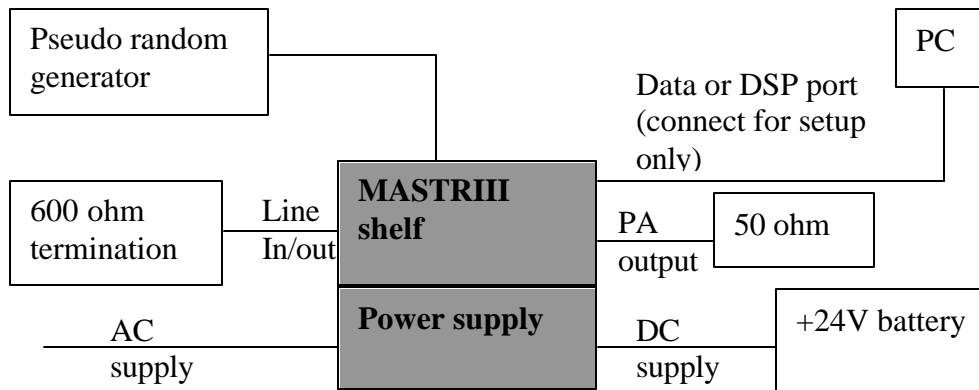 Pseudo random
generator
PC
Data or DSP port
(connect for setup
only)
600 ohm
termination
Line
In/out
MASTRIII
shelf
PA
output
50 ohm
AC
supply
Power supply
DC
supply
+24V battery